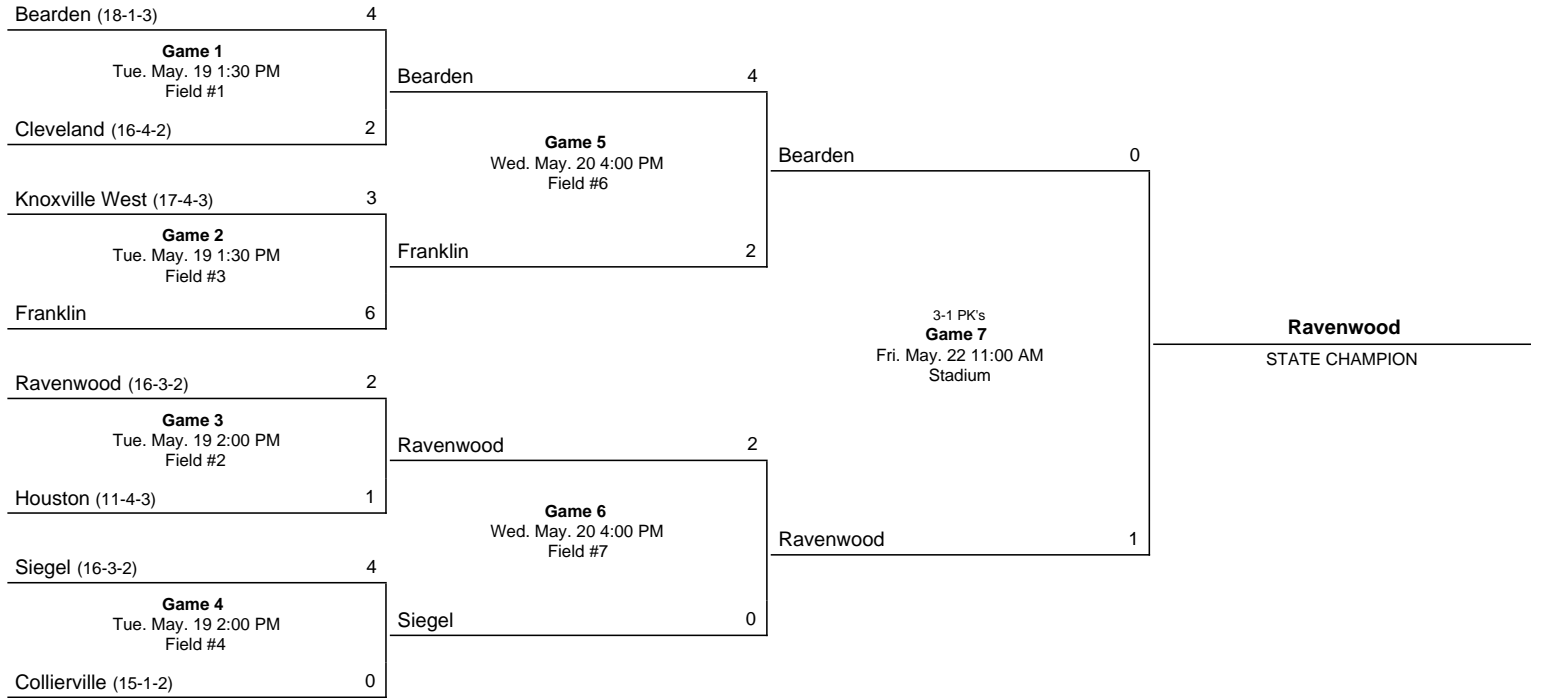 Bearden (18-1-3) 4
Game 1
Tue. May. 19 1:30 PM
Field #1
Cleveland (16-4-2) 2
Knoxville West (17-4-3) 3
Game 2
Tue. May. 19 1:30 PM
Field #3
Franklin 6
Ravenwood (16-3-2) 2
Game 3
Tue. May. 19 2:00 PM
Field #2
Houston (11-4-3) 1
Siegel (16-3-2) 4
Game 4
Tue. May. 19 2:00 PM
Field #4
Collierville (15-1-2) 0
Bearden 4
Game 5
Wed. May. 20 4:00 PM
Field #6
Franklin 2
Ravenwood 2
Game 6
Wed. May. 20 4:00 PM
Field #7
Siegel 0
Bearden 0
3-1 PK's
Game 7
Fri. May. 22 11:00 AM
Stadium
Ravenwood 1
Ravenwood
STATE CHAMPION